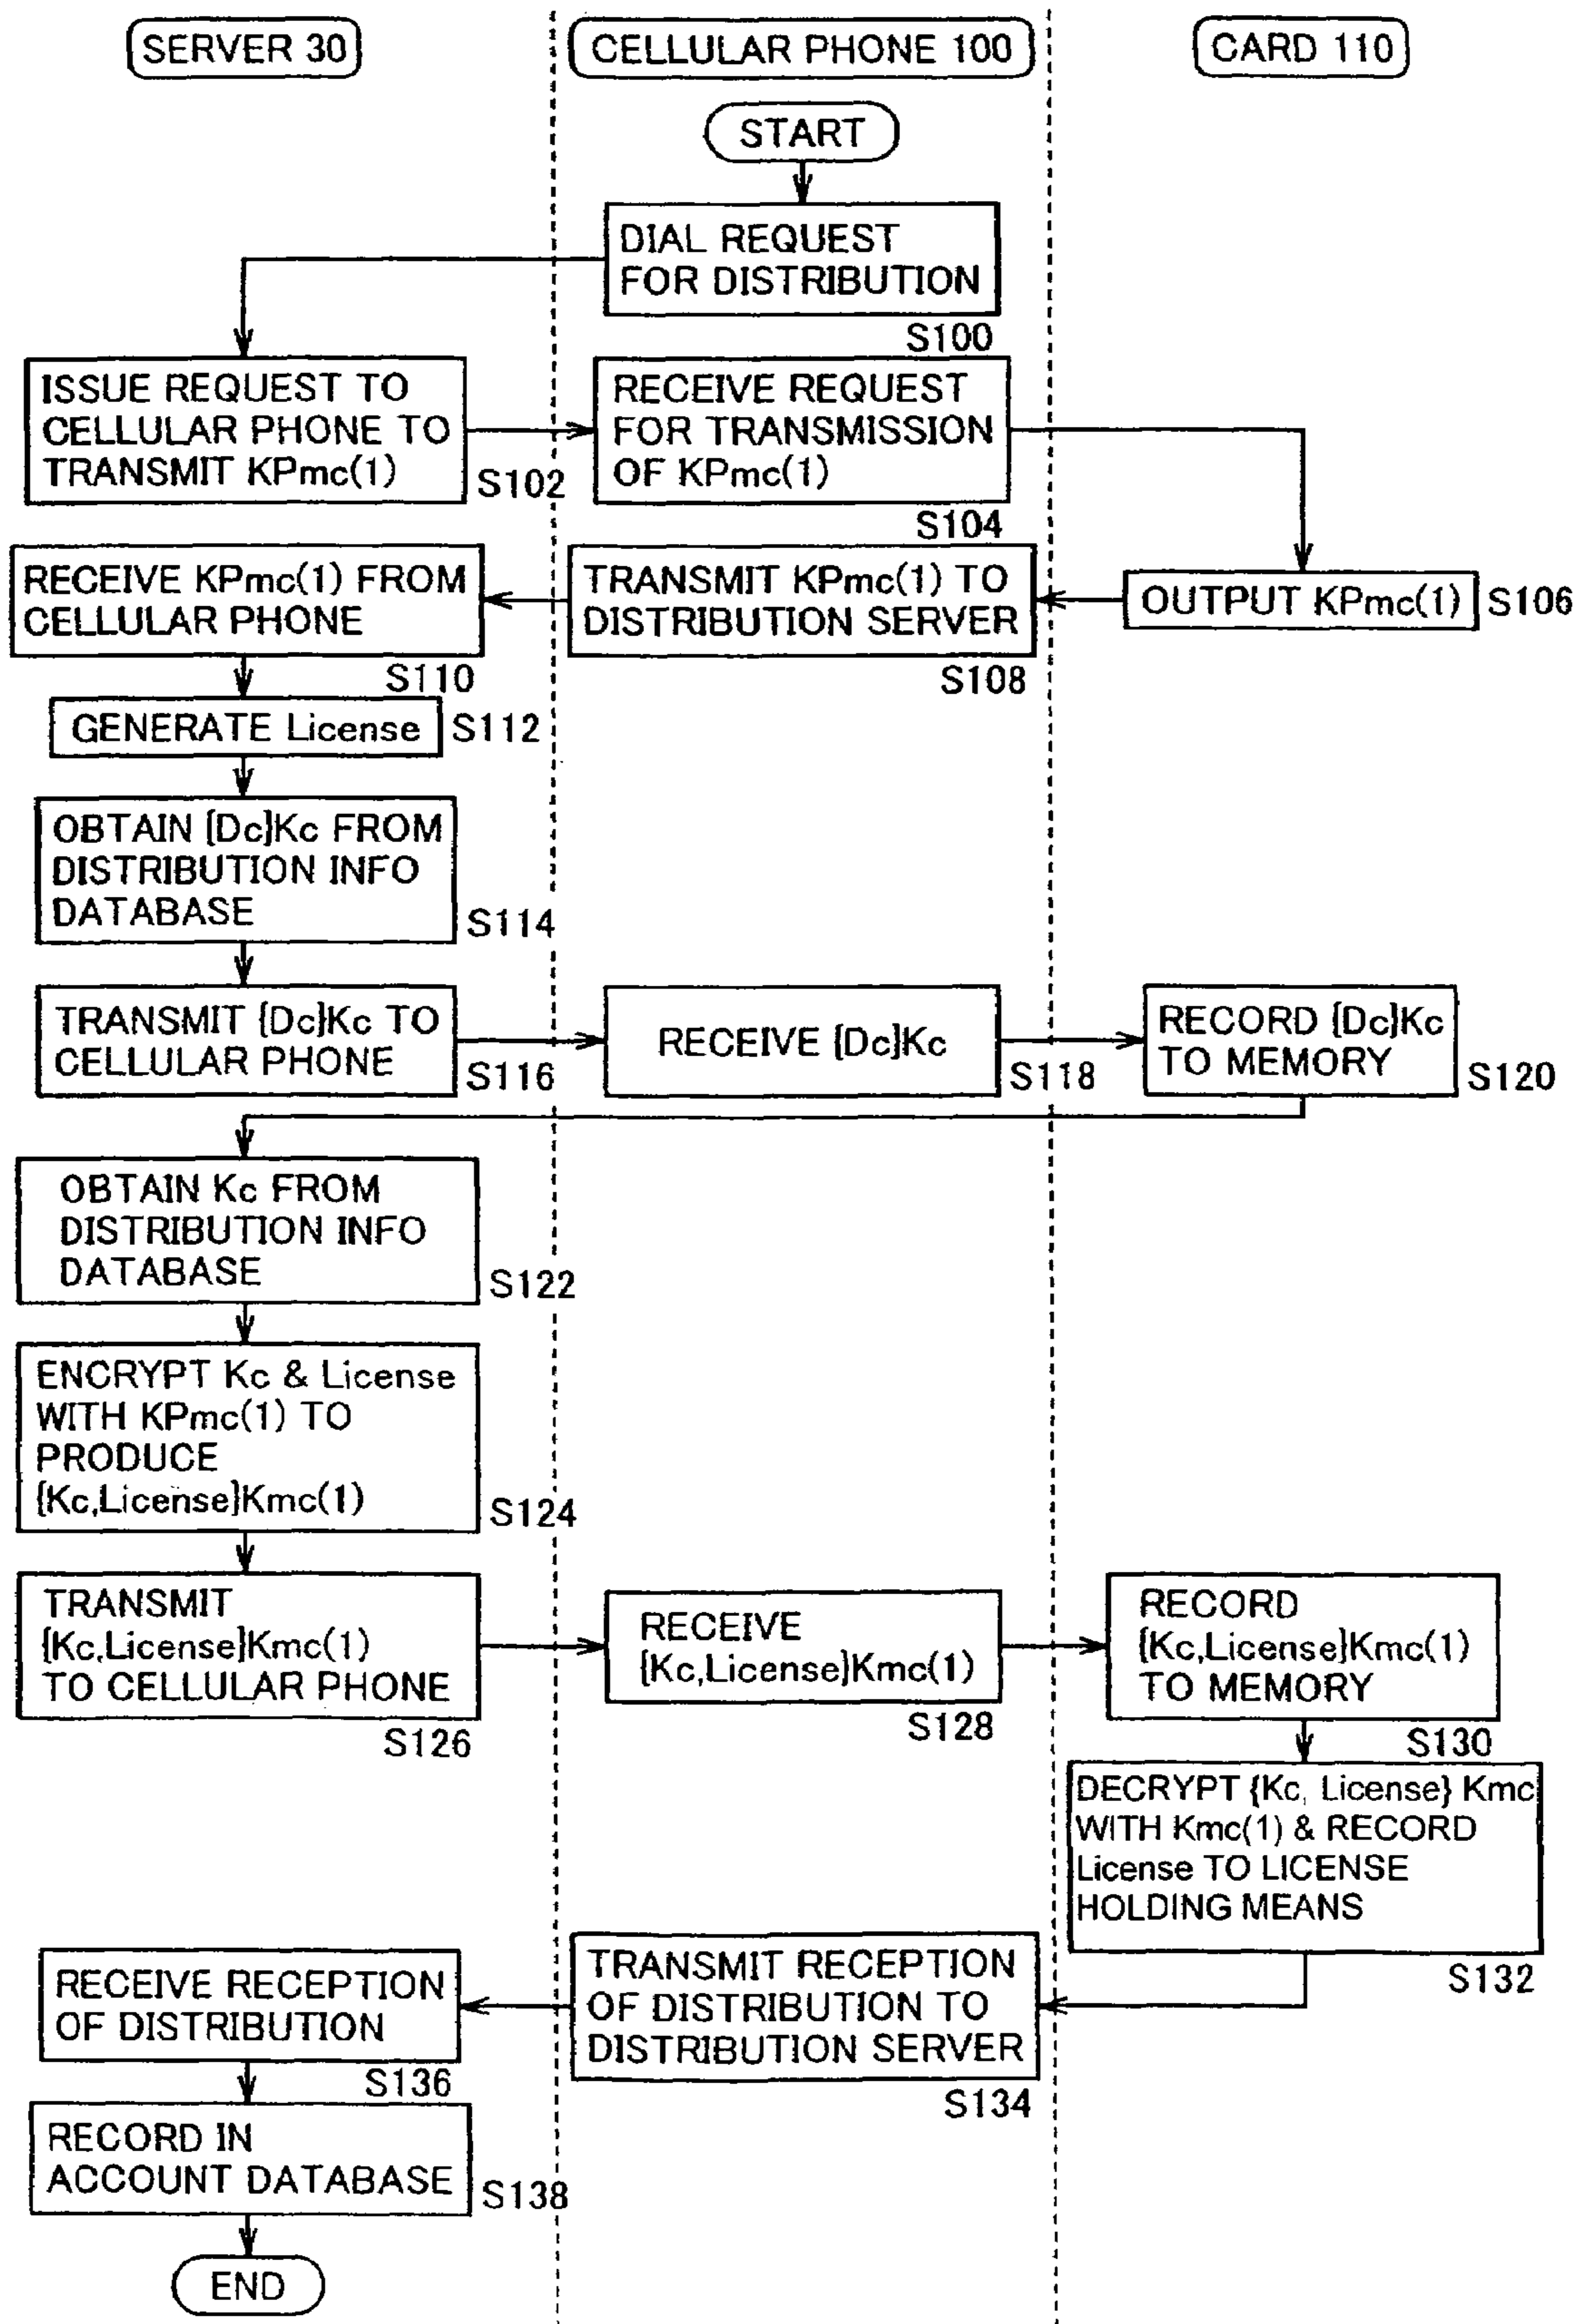 SERVER 30
CELLULAR PHONE 100
CARD 110
START
DIAL REQUEST
FOR DISTRIBUTION
S100
ISSUE REQUEST TO
CELLULAR PHONE TO
TRANSMIT KPmc(1)
S102
RECEIVE REQUEST
FOR TRANSMISSION
OF KPmc(1)
S104
OUTPUT KPmc(1)
S106
TRANSMIT KPmc(1) TO
DISTRIBUTION SERVER
S108
RECEIVE KPmc(1) FROM
CELLULAR PHONE
S110
GENERATE License
S112
OBTAIN {Dc}Kc FROM
DISTRIBUTION INFO
DATABASE
S114
TRANSMIT {Dc}Kc TO
CELLULAR PHONE
S116
RECEIVE {Dc}Kc
S118
RECORD {Dc}Kc
TO MEMORY
S120
OBTAIN Kc FROM
DISTRIBUTION INFO
DATABASE
S122
ENCRYPT Kc & License
WITH KPmc(1) TO
PRODUCE
{Kc,License}Kmc(1)
S124
TRANSMIT
{Kc,License}Kmc(1)
TO CELLULAR PHONE
S126
RECEIVE
{Kc,License}Kmc(1)
S128
RECORD
{Kc,License}Kmc(1)
TO MEMORY
S130
DECRYPT {Kc, License} Kmc
WITH Kmc(1) & RECORD
License TO LICENSE
HOLDING MEANS
S132
TRANSMIT RECEPTION
OF DISTRIBUTION TO
DISTRIBUTION SERVER
S134
RECEIVE RECEPTION
OF DISTRIBUTION
S136
RECORD IN
ACCOUNT DATABASE
S138
END